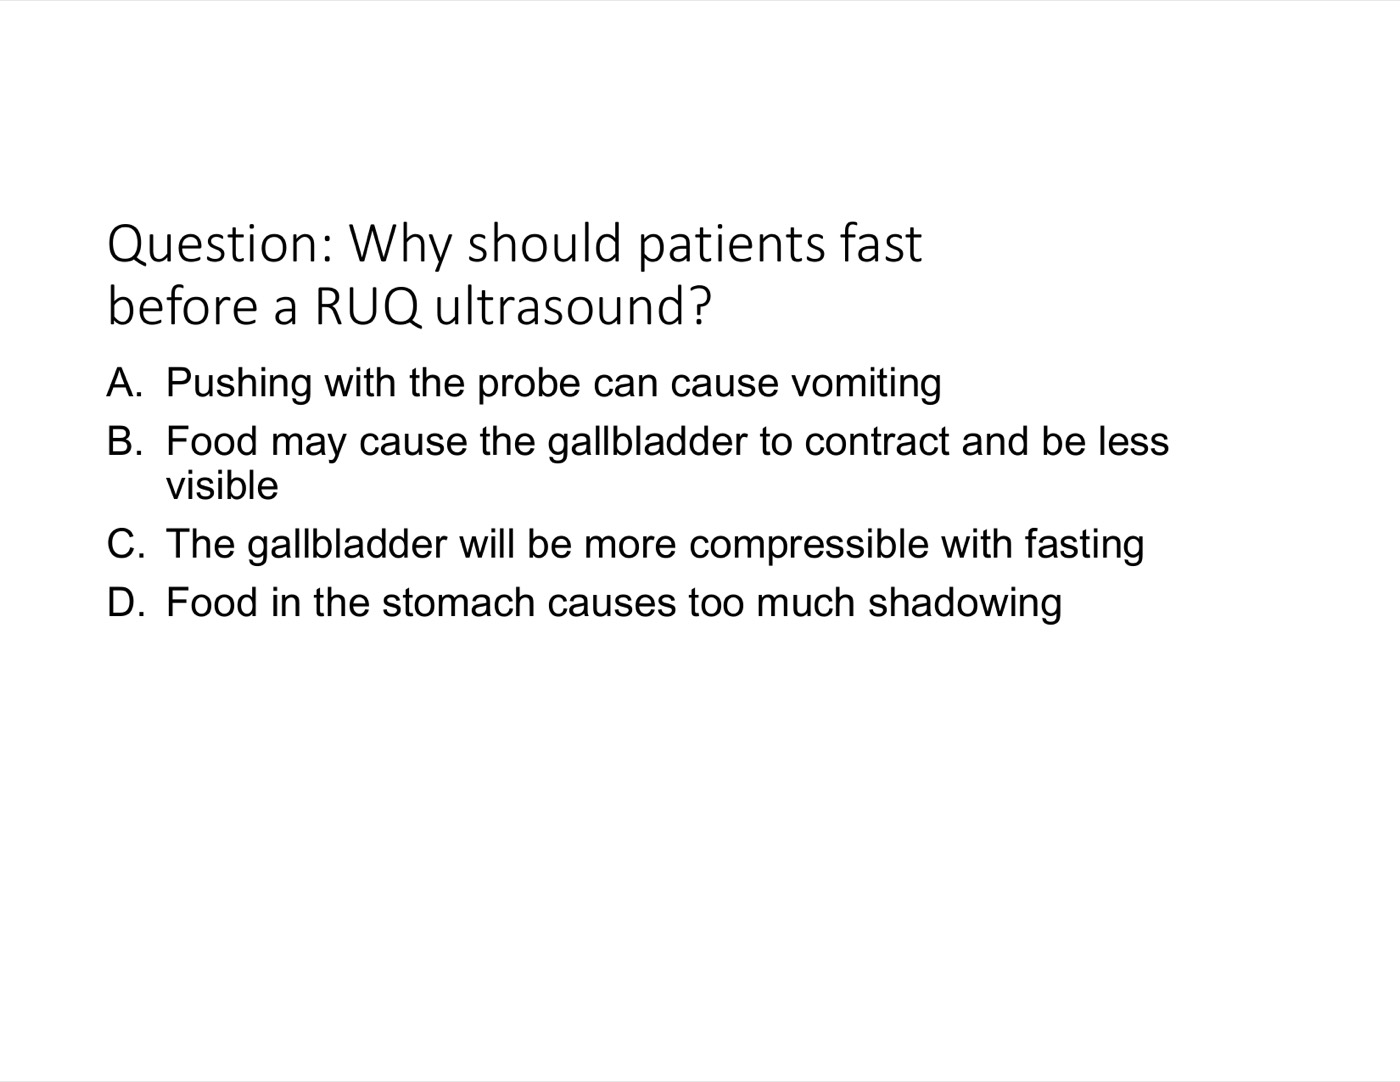 Question: Why should patients fast
before a RUQ ultrasound?
A. Pushing with the probe can cause vomiting
B. Food may cause the gallbladder to contract and be less
visible
C. The gallbladder will be more compressible with fasting
D. Food in the stomach causes too much shadowing